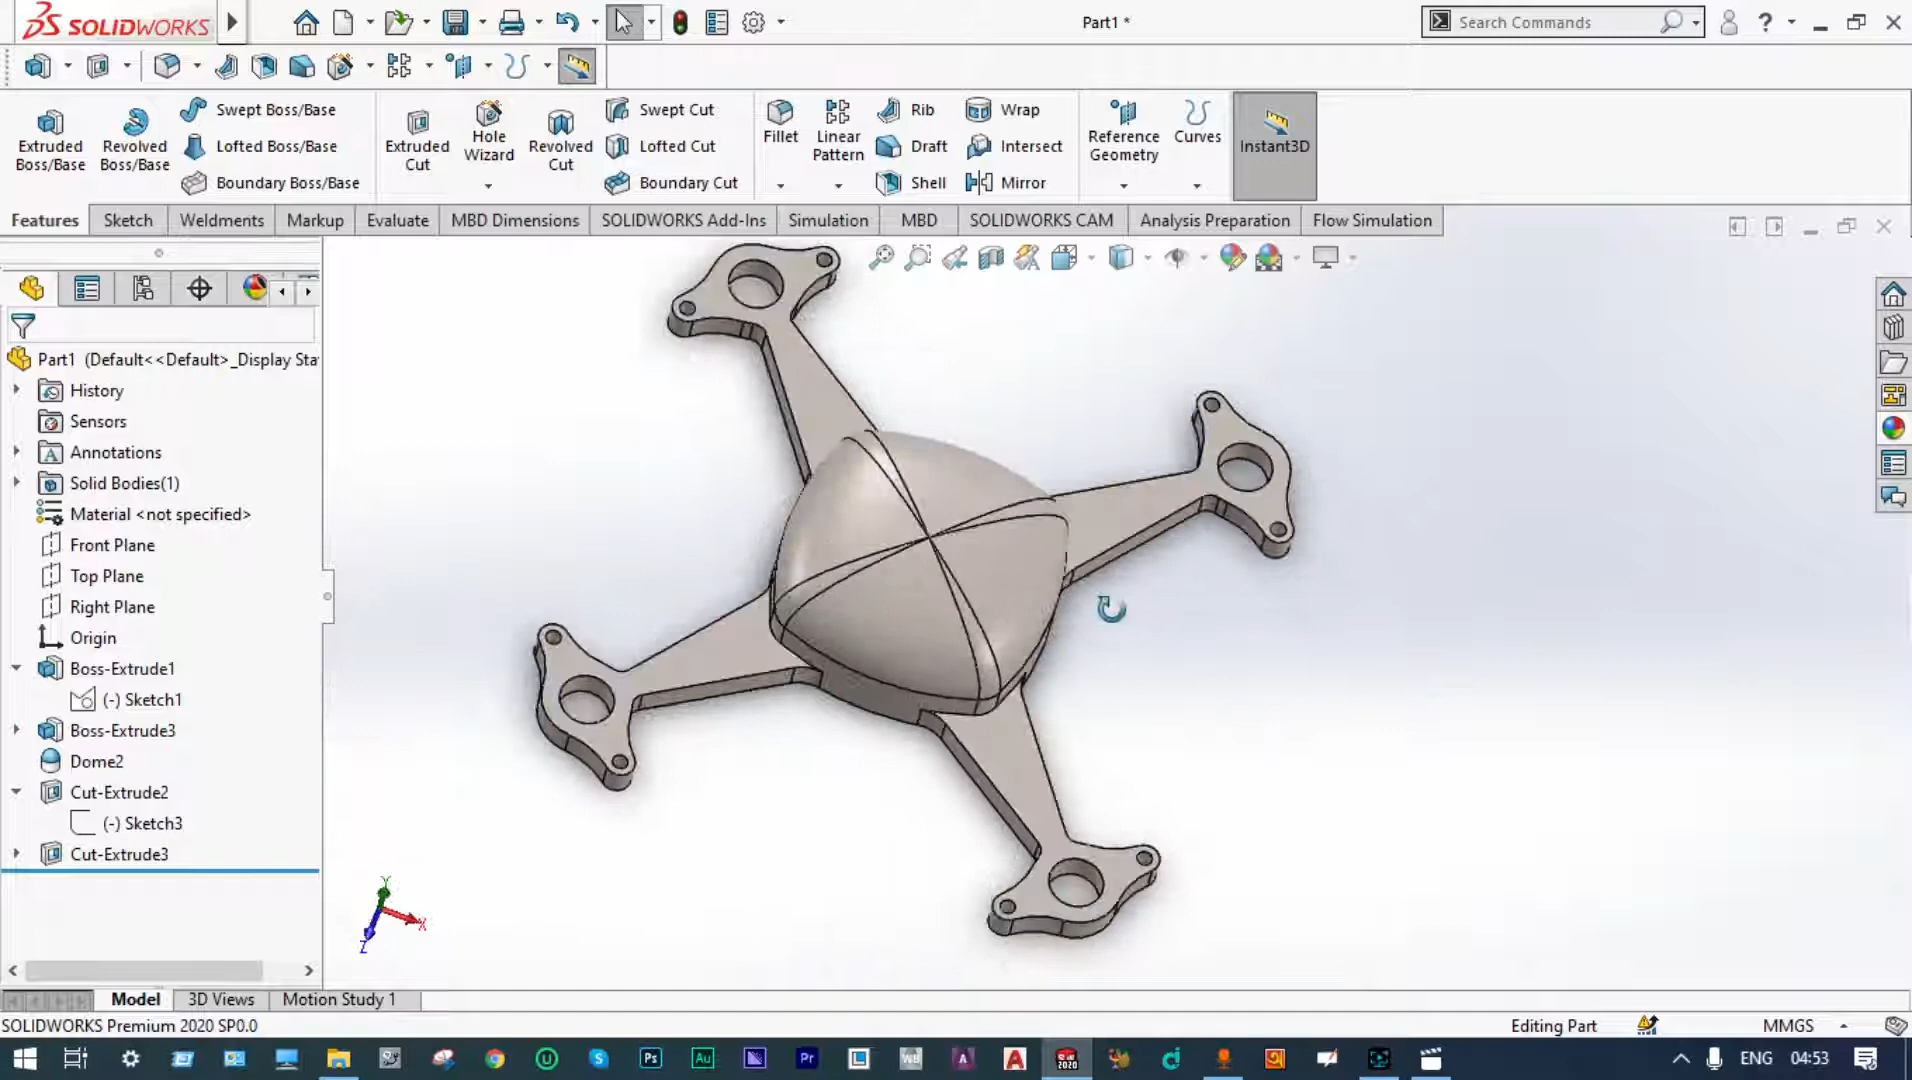 SOLIDWORKS
Part1 *
Search Commands
?
Extruded Boss/Base
Revolved Boss/Base
Swept Boss/Base
Lofted Boss/Base
Boundary Boss/Base
Extruded Cut
Hole Wizard
Revolved Cut
Swept Cut
Lofted Cut
Boundary Cut
Fillet
Linear Pattern
Rib
Draft
Shell
Wrap
Intersect
Mirror
Reference Geometry
Curves
Instant3D
Features
Sketch
Weldments
Markup
Evaluate
MBD Dimensions
SOLIDWORKS Add-Ins
Simulation
MBD
SOLIDWORKS CAM
Analysis Preparation
Flow Simulation
Part1 (Default<<Default>_Display Sta
History
Sensors
Annotations
Solid Bodies(1)
Material <not specified>
Front Plane
Top Plane
Right Plane
Origin
Boss-Extrude1
(-) Sketch1
Boss-Extrude3
Dome2
Cut-Extrude2
(-) Sketch3
Cut-Extrude3
Y
X
Z
Model
3D Views
Motion Study 1
SOLIDWORKS Premium 2020 SP0.0
Editing Part
MMGS
Ps
Au
Pr
WB
A
A
2020
ENG
04:53